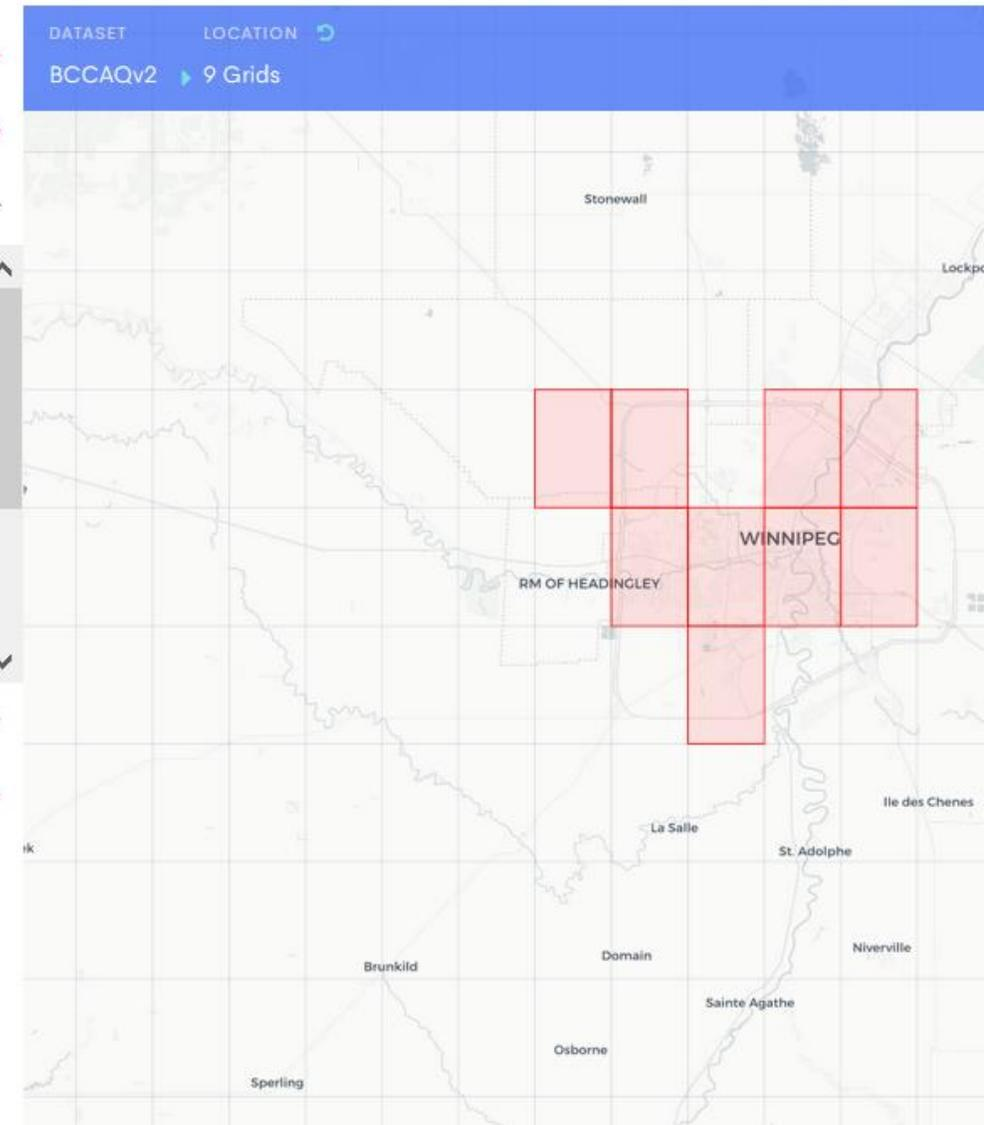 DATASET LOCATION
BCCAQv2 9 Grids
Stonewall
Lockpo
WINNIPEG
RM OF HEADINGLEY
Ile des Chenes
La Salle
ek
St. Adolphe
Niverville
Domain
Brunkild
Sainte Agathe
Osborne
Sperling